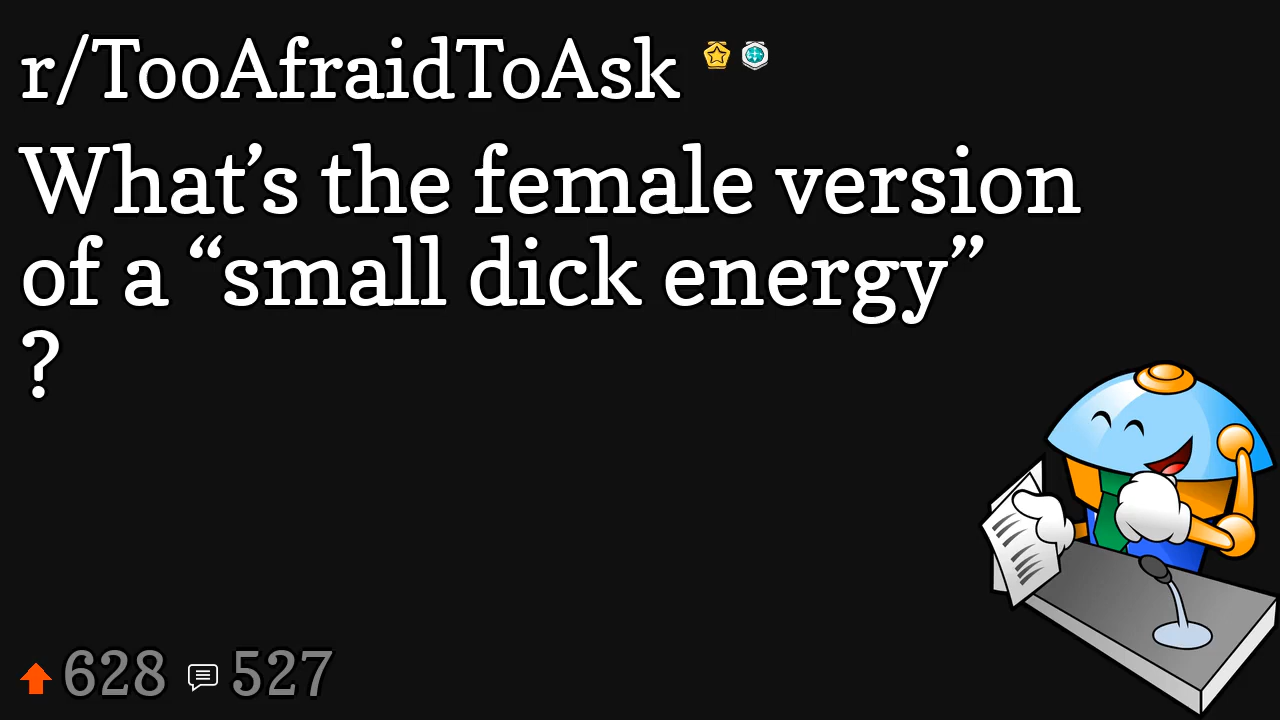 r/TooAfraidToAsk
What’s the female version
of a “small dick energy”
?
628 527